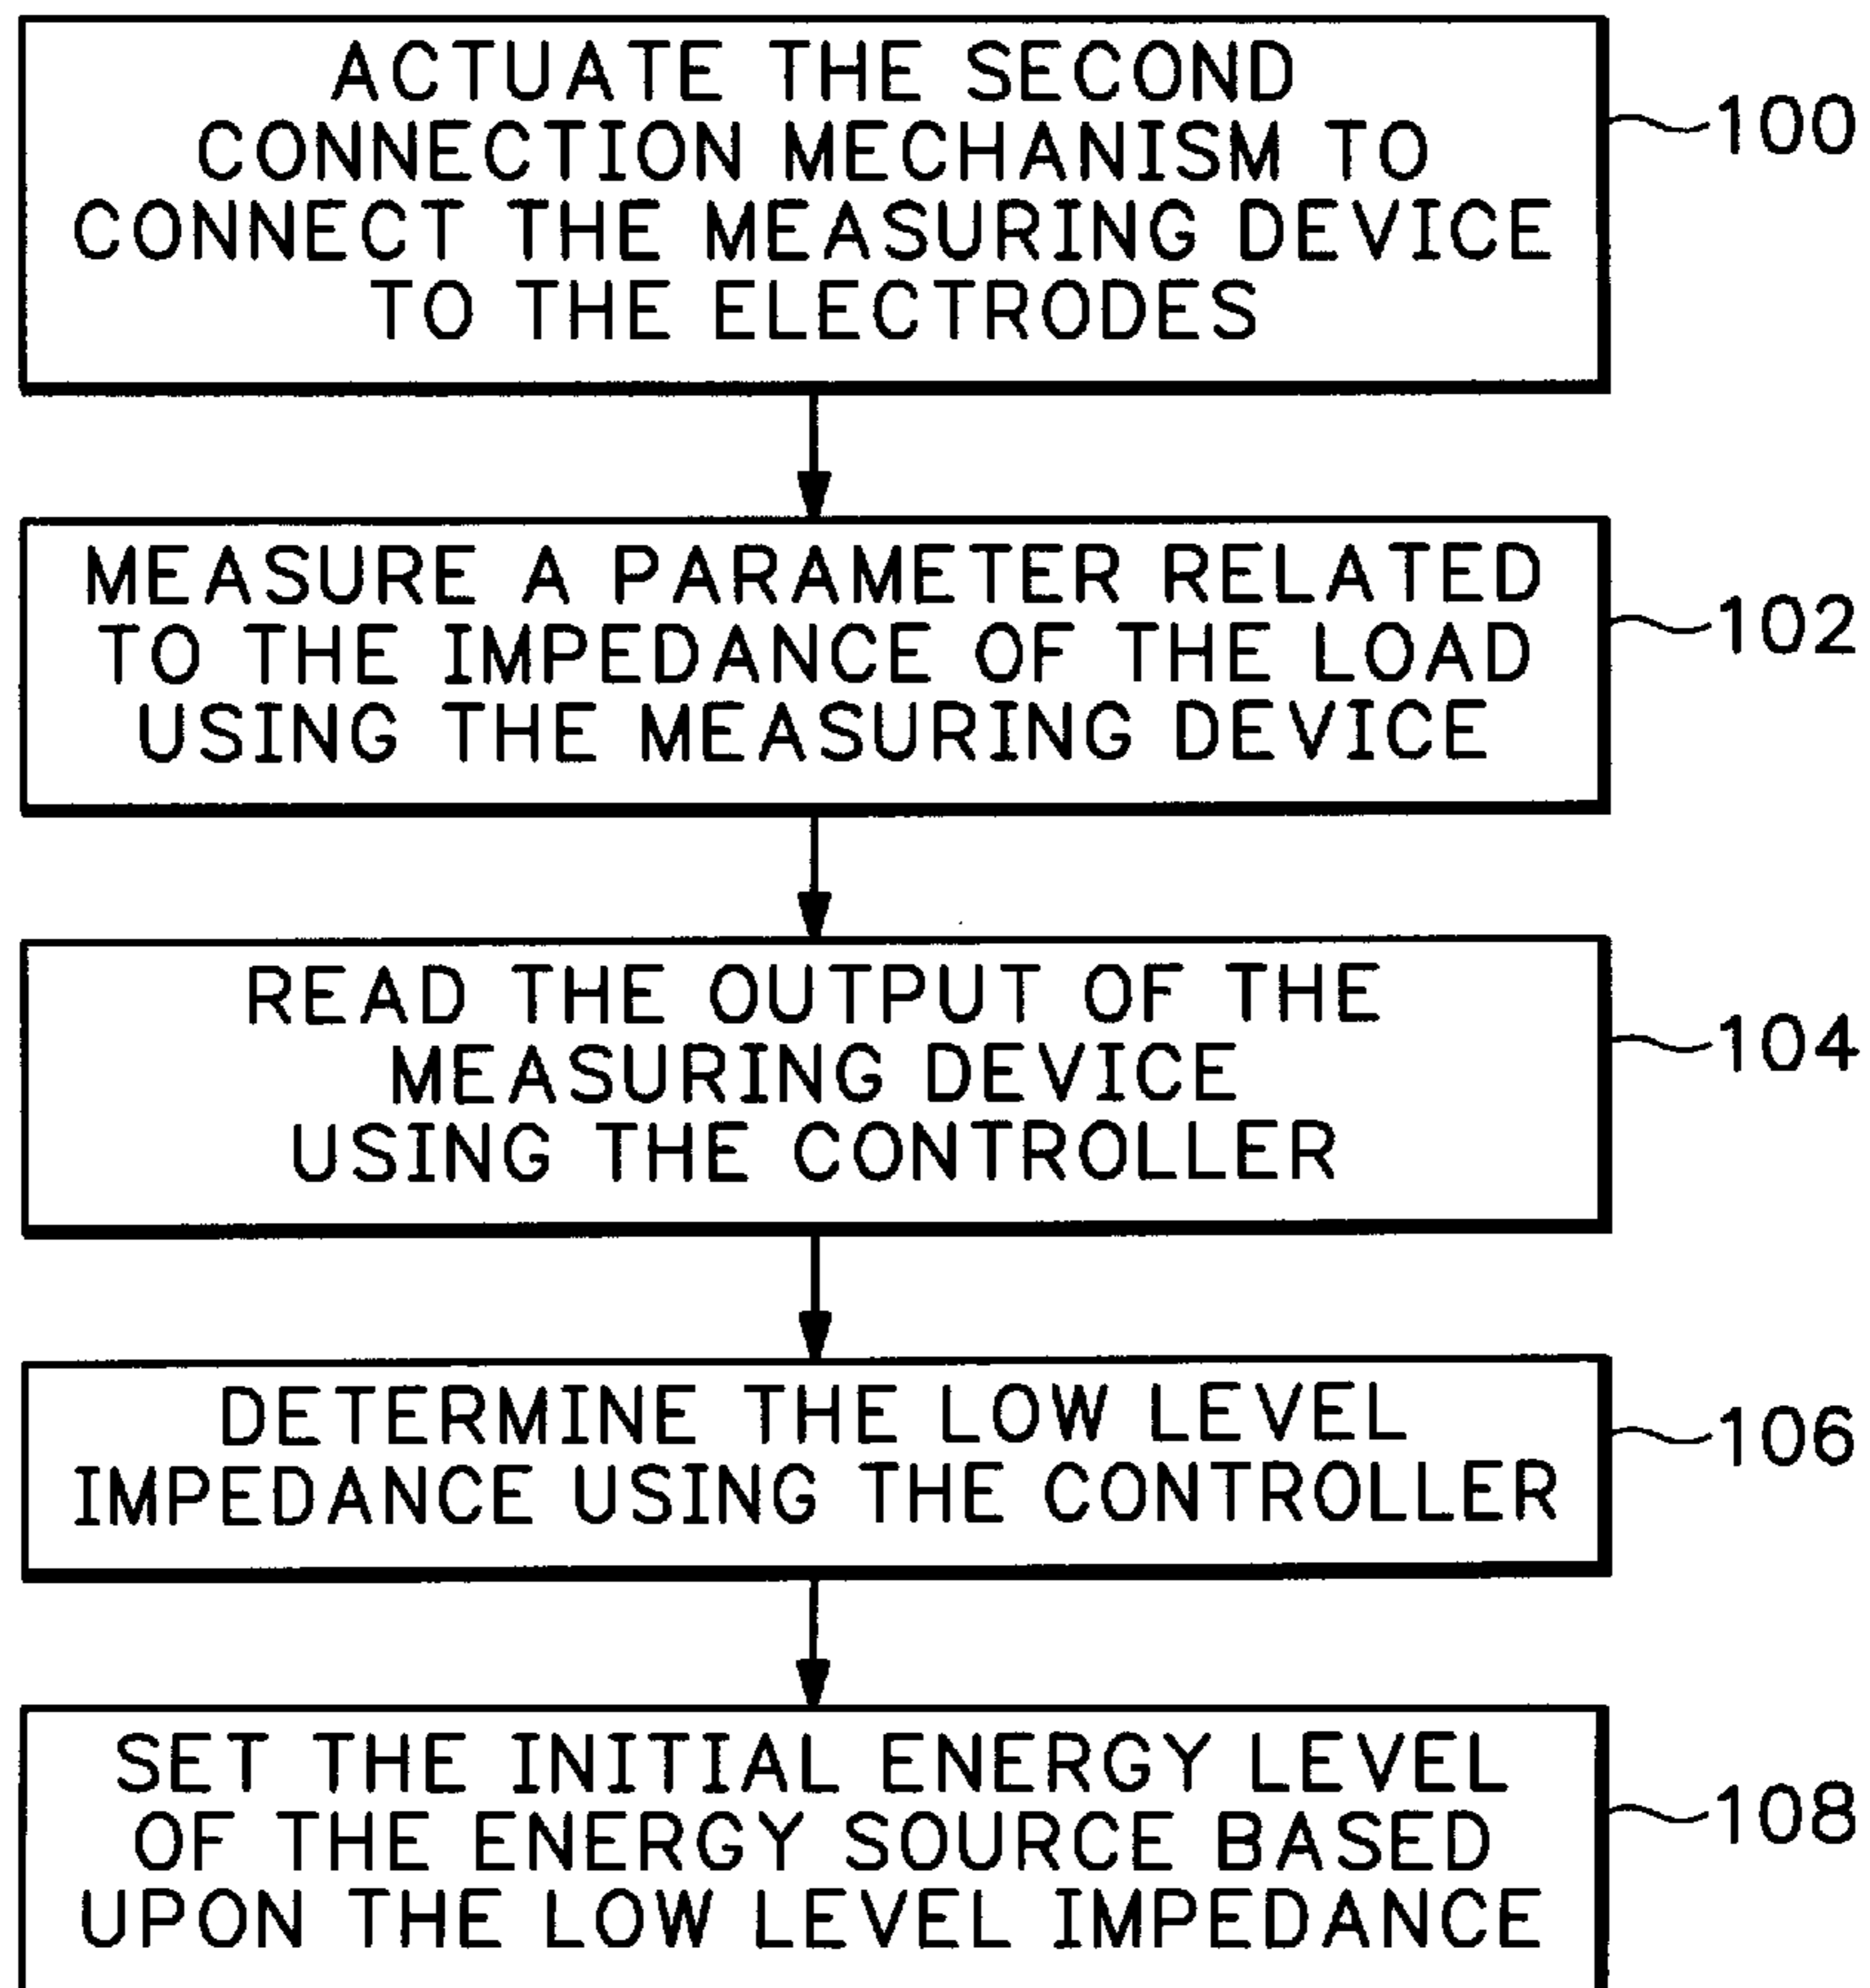 ACTUATE THE SECOND
CONNECTION MECHANISM TO
CONNECT THE MEASURING DEVICE
TO THE ELECTRODES
100
MEASURE A PARAMETER RELATED
TO THE IMPEDANCE OF THE LOAD
USING THE MEASURING DEVICE
102
READ THE OUTPUT OF THE
MEASURING DEVICE
USING THE CONTROLLER
104
DETERMINE THE LOW LEVEL
IMPEDANCE USING THE CONTROLLER
106
SET THE INITIAL ENERGY LEVEL
OF THE ENERGY SOURCE BASED
UPON THE LOW LEVEL IMPEDANCE
108